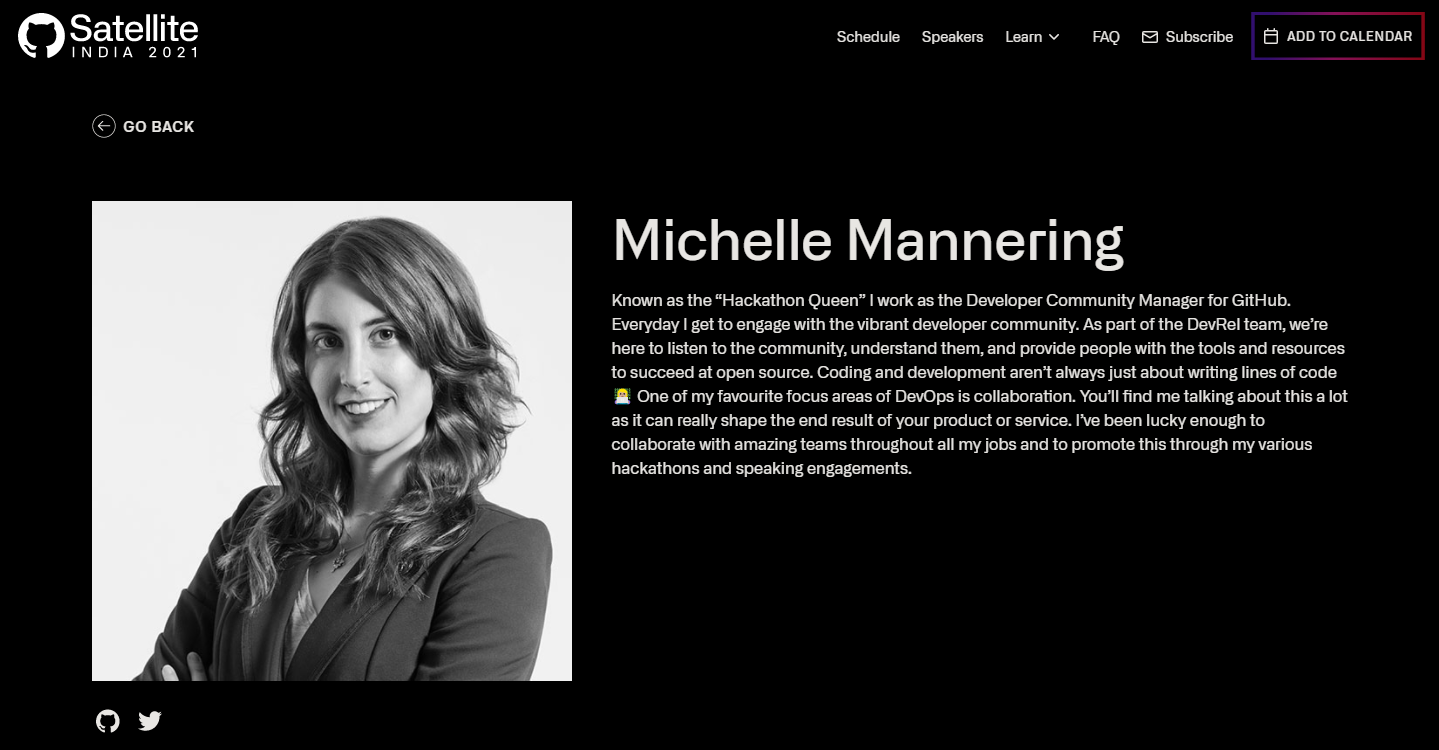 Satellite
INDIA 2021
Schedule
Speakers
Learn
FAQ
Subscribe
ADD TO CALENDAR
GO BACK
Michelle Mannering
Known as the “Hackathon Queen” I work as the Developer Community Manager for GitHub.
Everyday I get to engage with the vibrant developer community. As part of the DevRel team, we’re
here to listen to the community, understand them, and provide people with the tools and resources
to succeed at open source. Coding and development aren’t always just about writing lines of code
👩‍💻 One of my favourite focus areas of DevOps is collaboration. You’ll find me talking about this a lot
as it can really shape the end result of your product or service. I’ve been lucky enough to
collaborate with amazing teams throughout all my jobs and to promote this through my various
hackathons and speaking engagements.